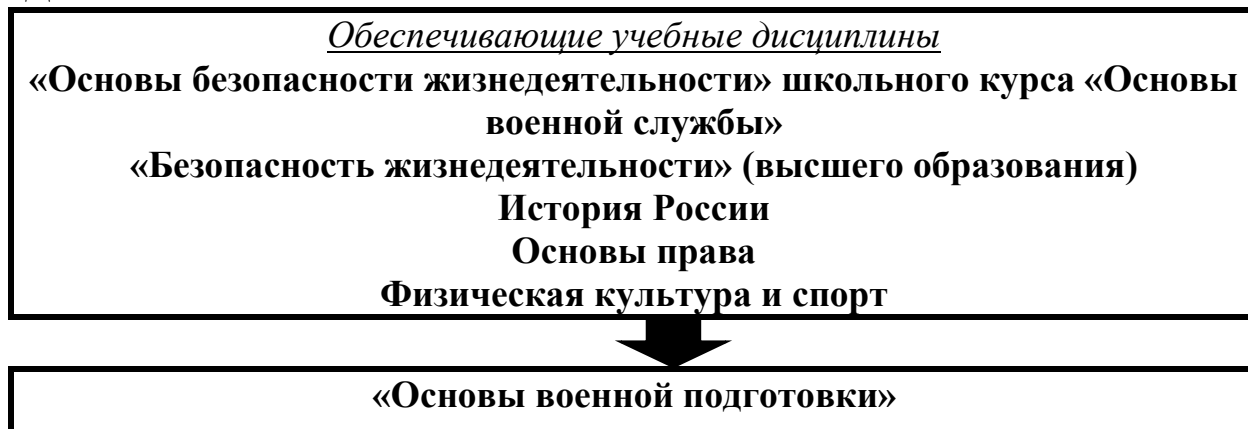 Обеспечивающие учебные дисциплины
«Основы безопасности жизнедеятельности» школьного курса «Основы
военной службы»
«Безопасность жизнедеятельности» (высшего образования)
История России
Основы права
Физическая культура и спорт
«Основы военной подготовки»